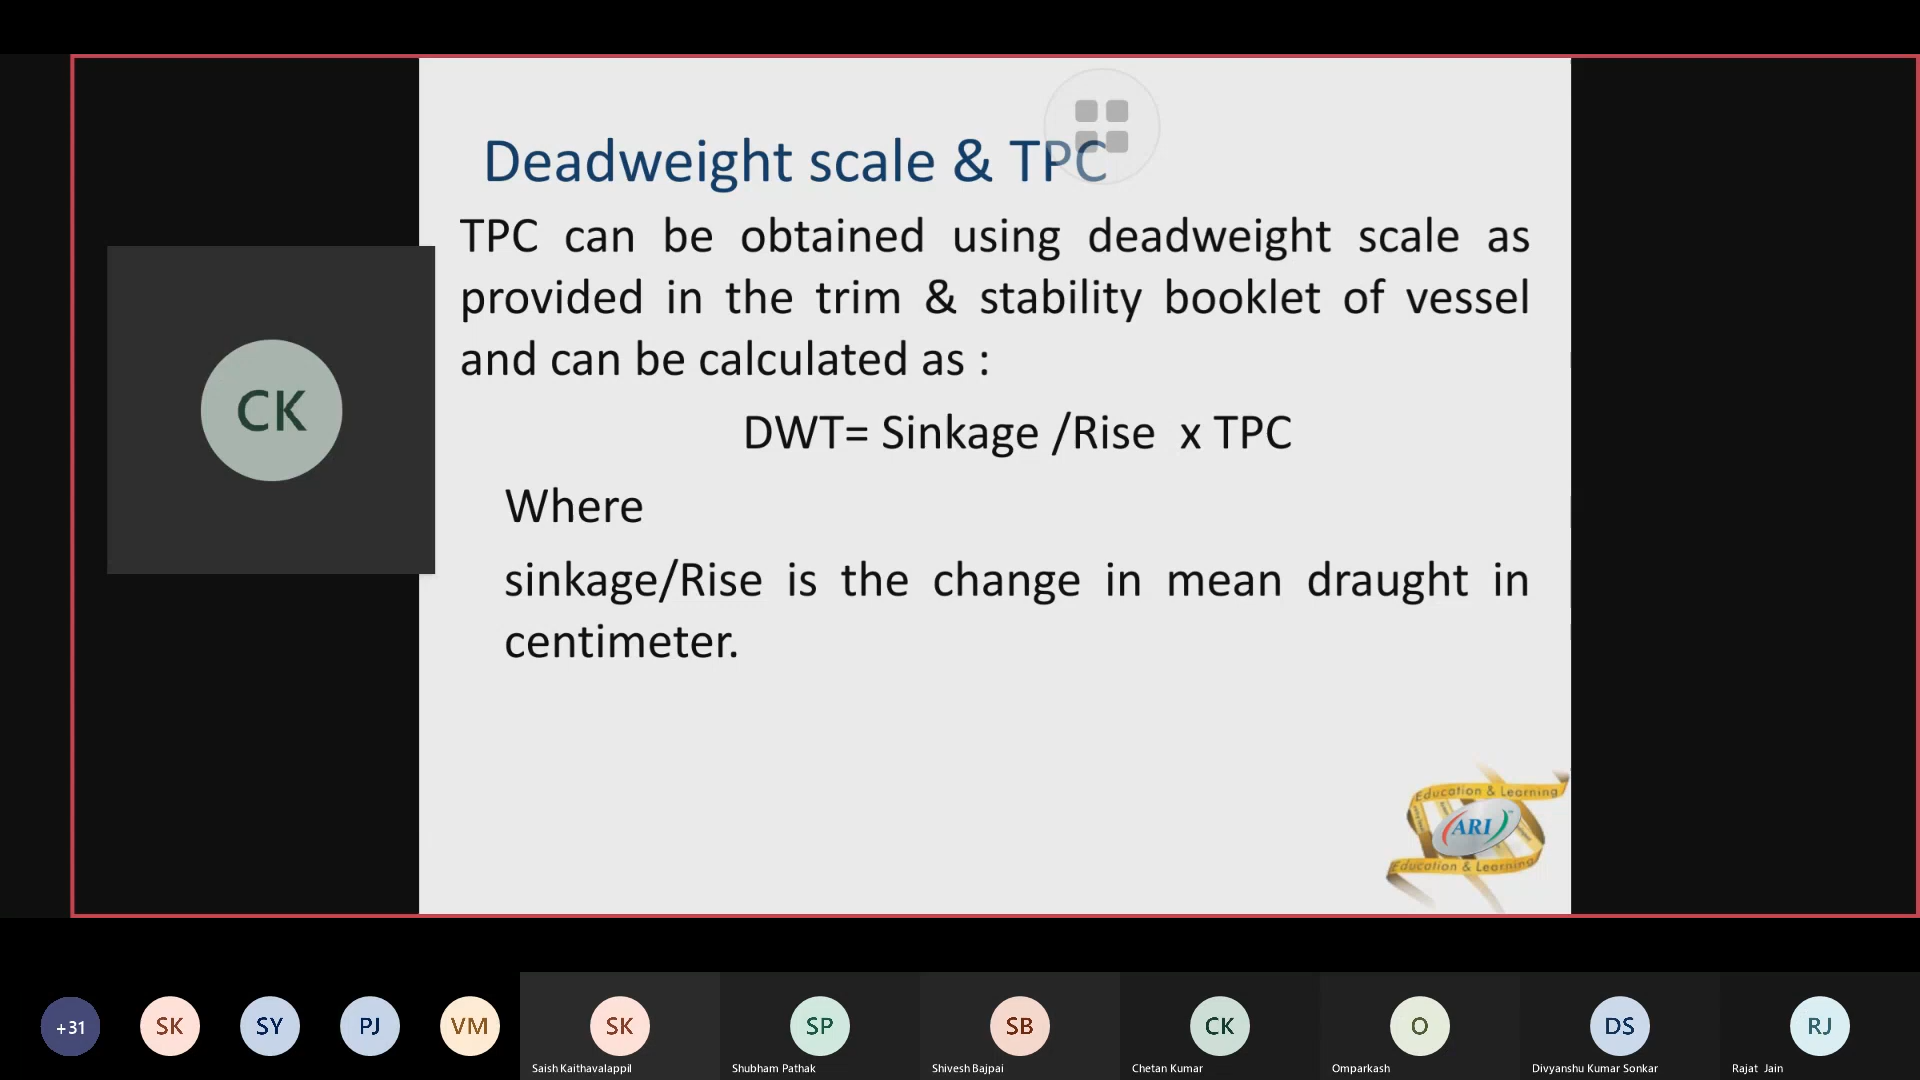 Deadweight scale & TPC
TPC can be obtained using deadweight scale as
provided in the trim & stability booklet of vessel
and can be calculated as :
DWT= Sinkage /Rise x TPC
Where
sinkage/Rise is the change in mean draught in
centimeter.
CK
Education & Learning
ARI
Education & Learning
+31
SK
SY
PJ
VM
SK
SP
SB
CK
O
DS
RJ
Saish Kaithavalappil
Shubham Pathak
Shivesh Bajpai
Chetan Kumar
Omparkash
Divyanshu Kumar Sonkar
Rajat Jain